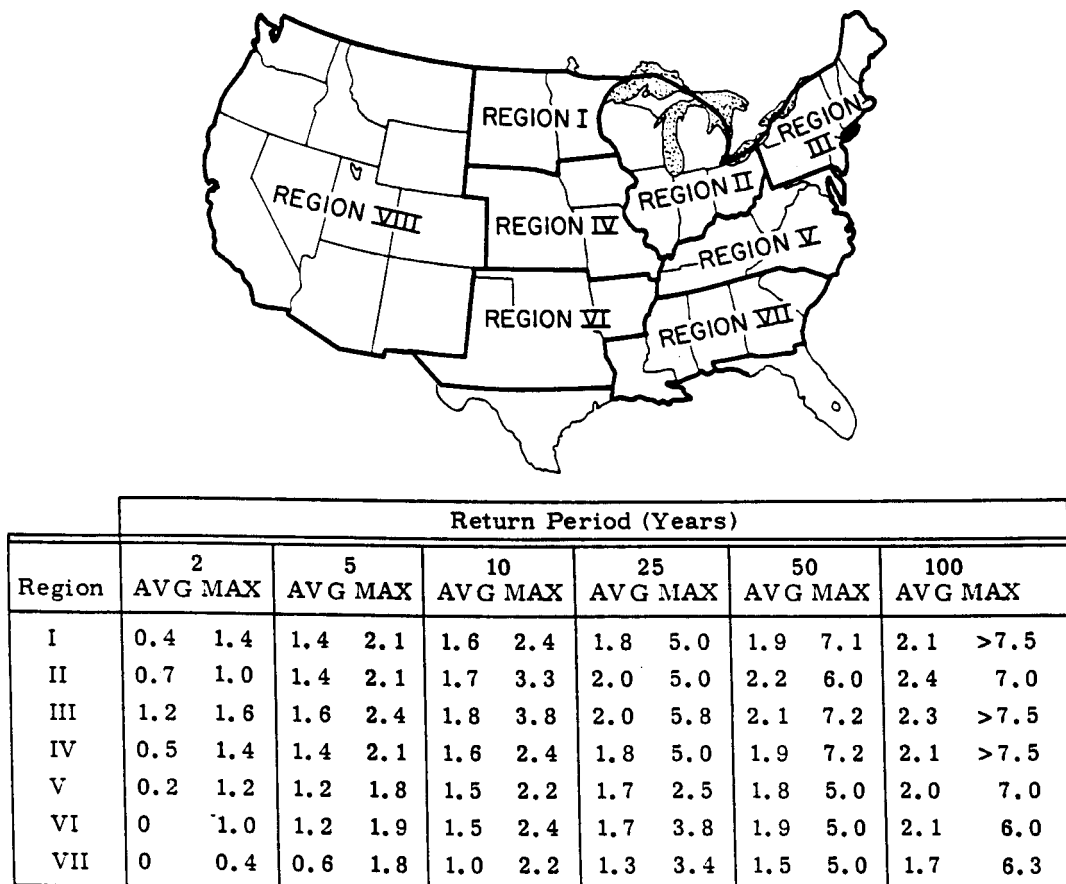 REGION I
REGION II
REGION III
REGION VIII
REGION IV
REGION V
REGION VI
REGION VII
Return Period (Years)
Region 2 5 10 25 50 100
AVG MAX AVG MAX AVG MAX AVG MAX AVG MAX AVG MAX
I 0.4 1.4 1.4 2.1 1.6 2.4 1.8 5.0 1.9 7.1 2.1 >7.5
II 0.7 1.0 1.4 2.1 1.7 3.3 2.0 5.0 2.2 6.0 2.4 7.0
III 1.2 1.6 1.6 2.4 1.8 3.8 2.0 5.8 2.1 7.2 2.3 >7.5
IV 0.5 1.4 1.4 2.1 1.6 2.4 1.8 5.0 1.9 7.2 2.1 >7.5
V 0.2 1.2 1.2 1.8 1.5 2.2 1.7 2.5 1.8 5.0 2.0 7.0
VI 0 1.0 1.2 1.9 1.5 2.4 1.7 3.8 1.9 5.0 2.1 6.0
VII 0 0.4 0.6 1.8 1.0 2.2 1.3 3.4 1.5 5.0 1.7 6.3